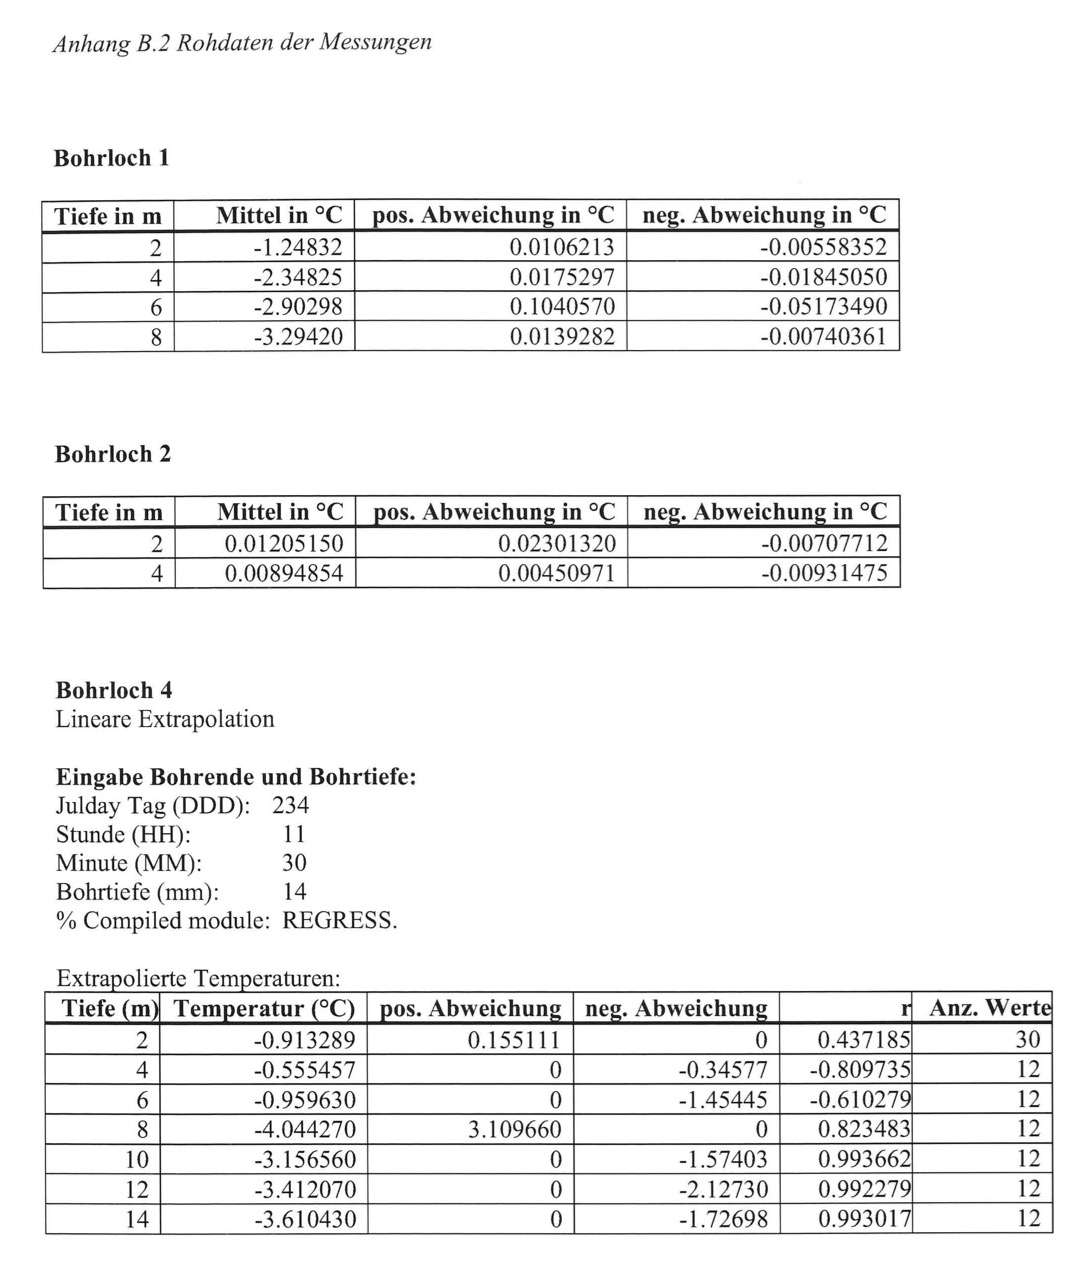 Anhang B.2 Rohdaten der Messungen
Bohrloch 1
Tiefe in m Mittel in °C pos. Abweichung in °C neg. Abweichung in °C
2 -1.24832 0.0106213 -0.00558352
4 -2.34825 0.0175297 -0.01845050
6 -2.90298 0.1040570 -0.05173490
8 -3.29420 0.0139282 -0.00740361
Bohrloch 2
Tiefe in m Mittel in °C pos. Abweichung in °C neg. Abweichung in °C
2 0.01205150 0.02301320 -0.00707712
4 0.00894854 0.00450971 -0.00931475
Bohrloch 4
Lineare Extrapolation
Eingabe Bohrende und Bohrtiefe:
Julday Tag (DDD): 234
Stunde (HH): 11
Minute (MM): 30
Bohrtiefe (mm): 14
% Compiled module: REGRESS.
Extrapolierte Temperaturen:
Tiefe (m) Temperatur (°C) pos. Abweichung neg. Abweichung r Anz. Werte
2 -0.913289 0.155111 0 0.437185 30
4 -0.555457 0 -0.34577 -0.809735 12
6 -0.959630 0 -1.45445 -0.610279 12
8 -4.044270 3.109660 0 0.823483 12
10 -3.156560 0 -1.57403 0.993662 12
12 -3.412070 0 -2.12730 0.992279 12
14 -3.610430 0 -1.72698 0.993017 12